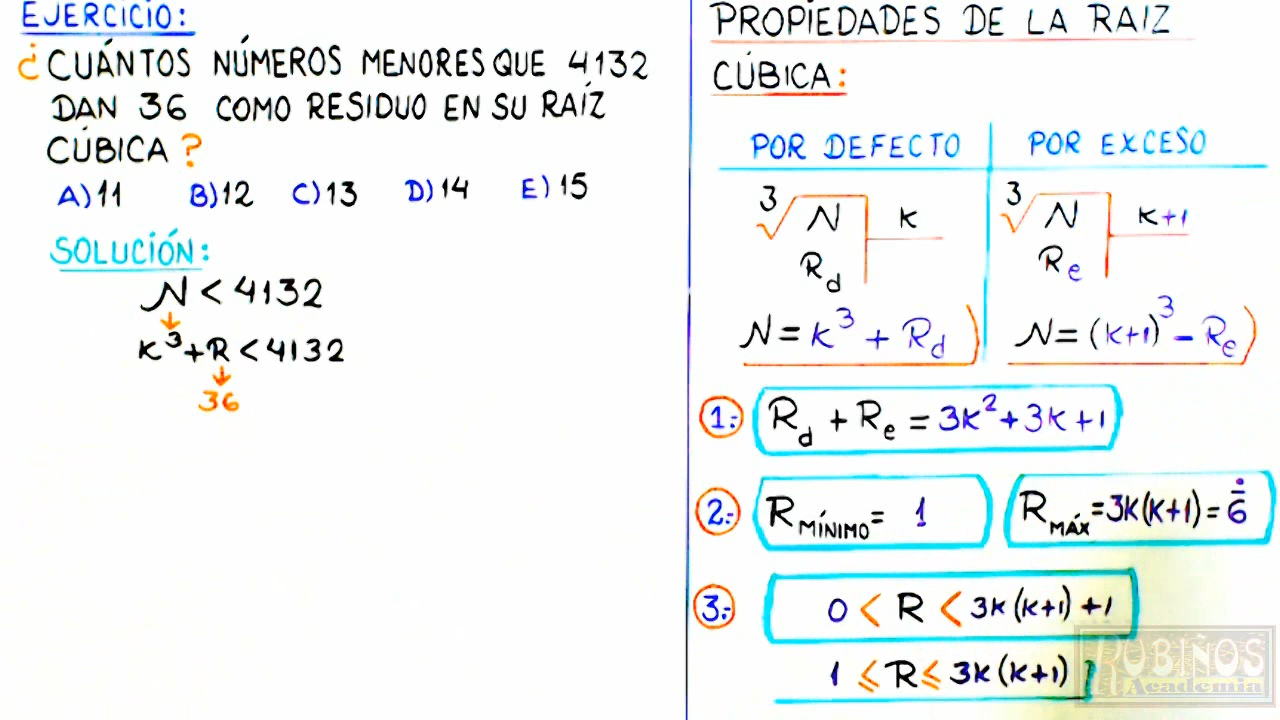 EJERCICIO:
¿CUÁNTOS NÚMEROS MENORES QUE 4132
DAN 36 COMO RESIDUO EN SU RAÍZ
CÚBICA?
A) 11 B) 12 C) 13 D) 14 E) 15
SOLUCIÓN:
N < 4132
k³ + R < 4132
36
PROPIEDADES DE LA RAIZ
CÚBICA:
POR DEFECTO POR EXCESO
3√N k 3√N k+1
R_d R_e
N = k³ + R_d N = (k+1)³ - R_e
1.- R_d + R_e = 3k² + 3k + 1
2.- R_MÍNIMO = 1 R_MÁX = 3k(k+1) = 6̊
3.- 0 < R < 3k(k+1) + 1
1 ≤ R ≤ 3k(k+1)
RUBIÑOS
Academia